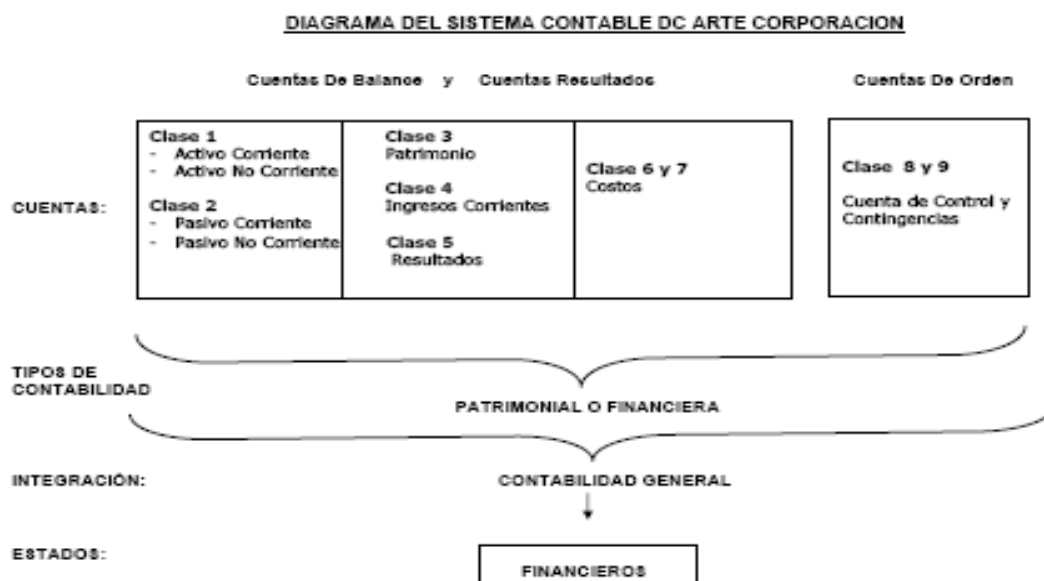 DIAGRAMA DEL SISTEMA CONTABLE DC ARTE CORPORACION
Cuentas De Balance y Cuentas Resultados
Cuentas De Orden
CUENTAS:
Clase 1
- Activo Corriente
- Activo No Corriente
Clase 2
- Pasivo Corriente
- Pasivo No Corriente
Clase 3
Patrimonio
Clase 4
Ingresos Corrientes
Clase 5
Resultados
Clase 6 y 7
Costos
Clase 8 y 9
Cuenta de Control y
Contingencias
TIPOS DE
CONTABILIDAD
PATRIMONIAL O FINANCIERA
INTEGRACIÓN:
CONTABILIDAD GENERAL
ESTADOS:
FINANCIEROS